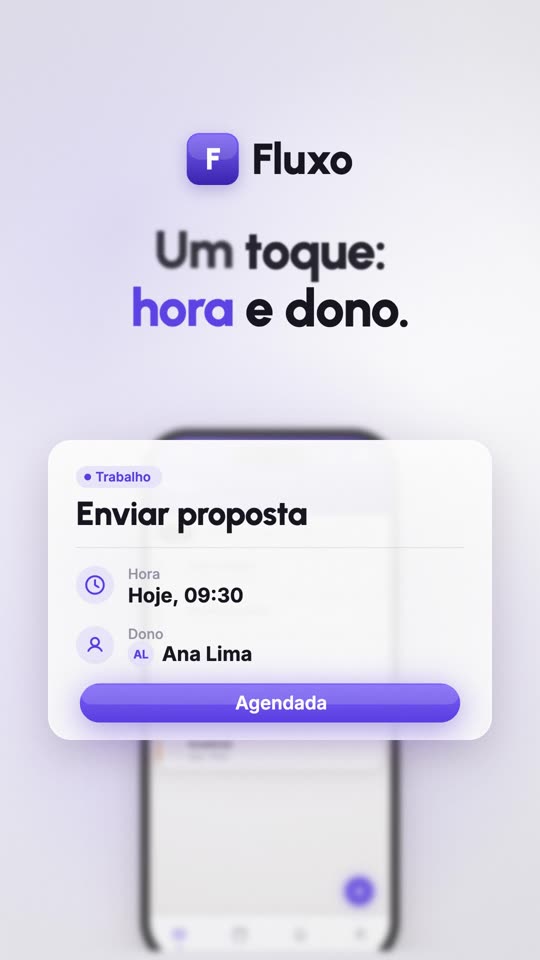 F Fluxo
Um toque:
hora e dono.
Trabalho
Enviar proposta
Hora
Hoje, 09:30
Dono
AL Ana Lima
Agendada